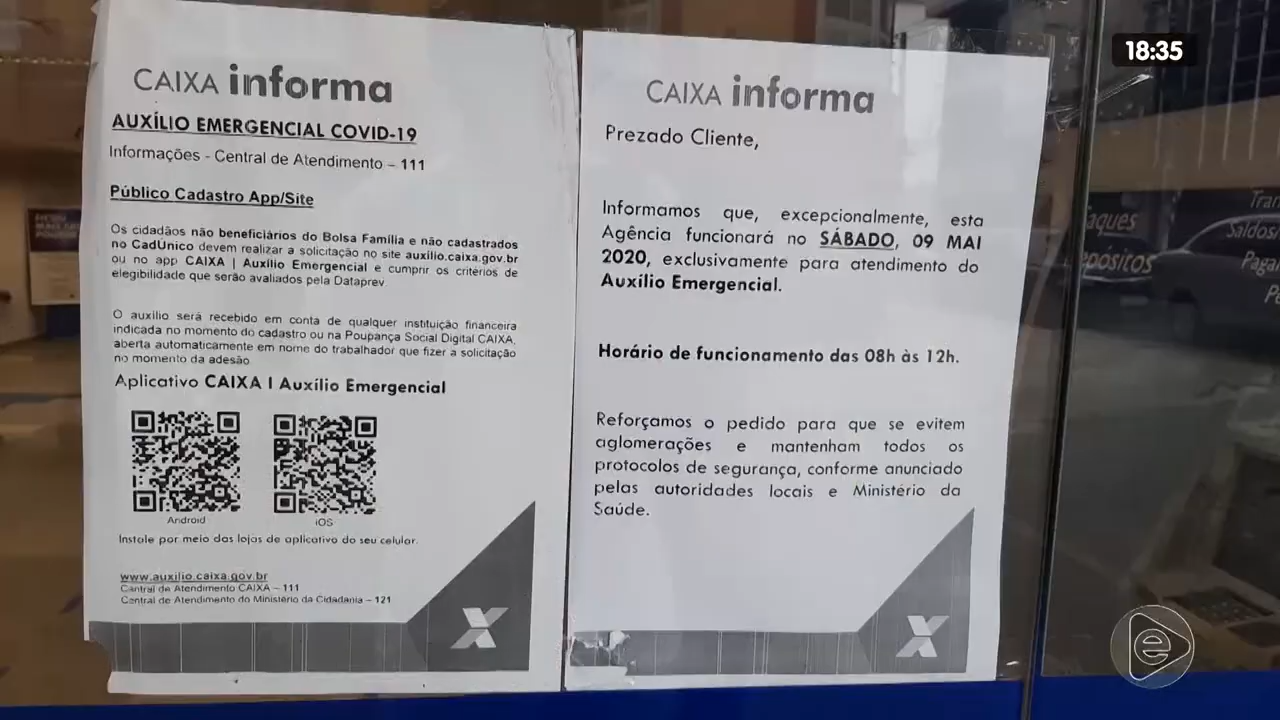 18:35
CAIXA informa
AUXÍLIO EMERGENCIAL COVID-19
Informações - Central de Atendimento – 111
Público Cadastro App/Site
Os cidadãos não beneficiários do Bolsa Família e não cadastrados
no CadÚnico devem realizar a solicitação no site auxilio.caixa.gov.br
ou no app CAIXA | Auxílio Emergencial e cumprir os critérios de
elegibilidade que serão avaliados pela Dataprev
O auxílio será recebido em conta de qualquer instituição financeira
indicada no momento do cadastro ou na Poupança Social Digital CAIXA,
aberta automaticamente em nome do trabalhador que fizer a solicitação
no momento da adesão
Aplicativo CAIXA I Auxílio Emergencial
Android
iOS
Instale por meio das lojas de aplicativo do seu celular.
www.auxilio.caixa.gov.br
Central de Atendimento CAIXA – 111
Central de Atendimento do Ministério da Cidadania – 121
CAIXA informa
Prezado Cliente,
Informamos que, excepcionalmente, esta
Agência funcionará no SÁBADO, 09 MAI
2020, exclusivamente para atendimento do
Auxílio Emergencial.
Horário de funcionamento das 08h às 12h.
Reforçamos o pedido para que se evitem
aglomerações e mantenham todos os
protocolos de segurança, conforme anunciado
pelas autoridades locais e Ministério da
Saúde.
aques
epósitos
Saldos/
e